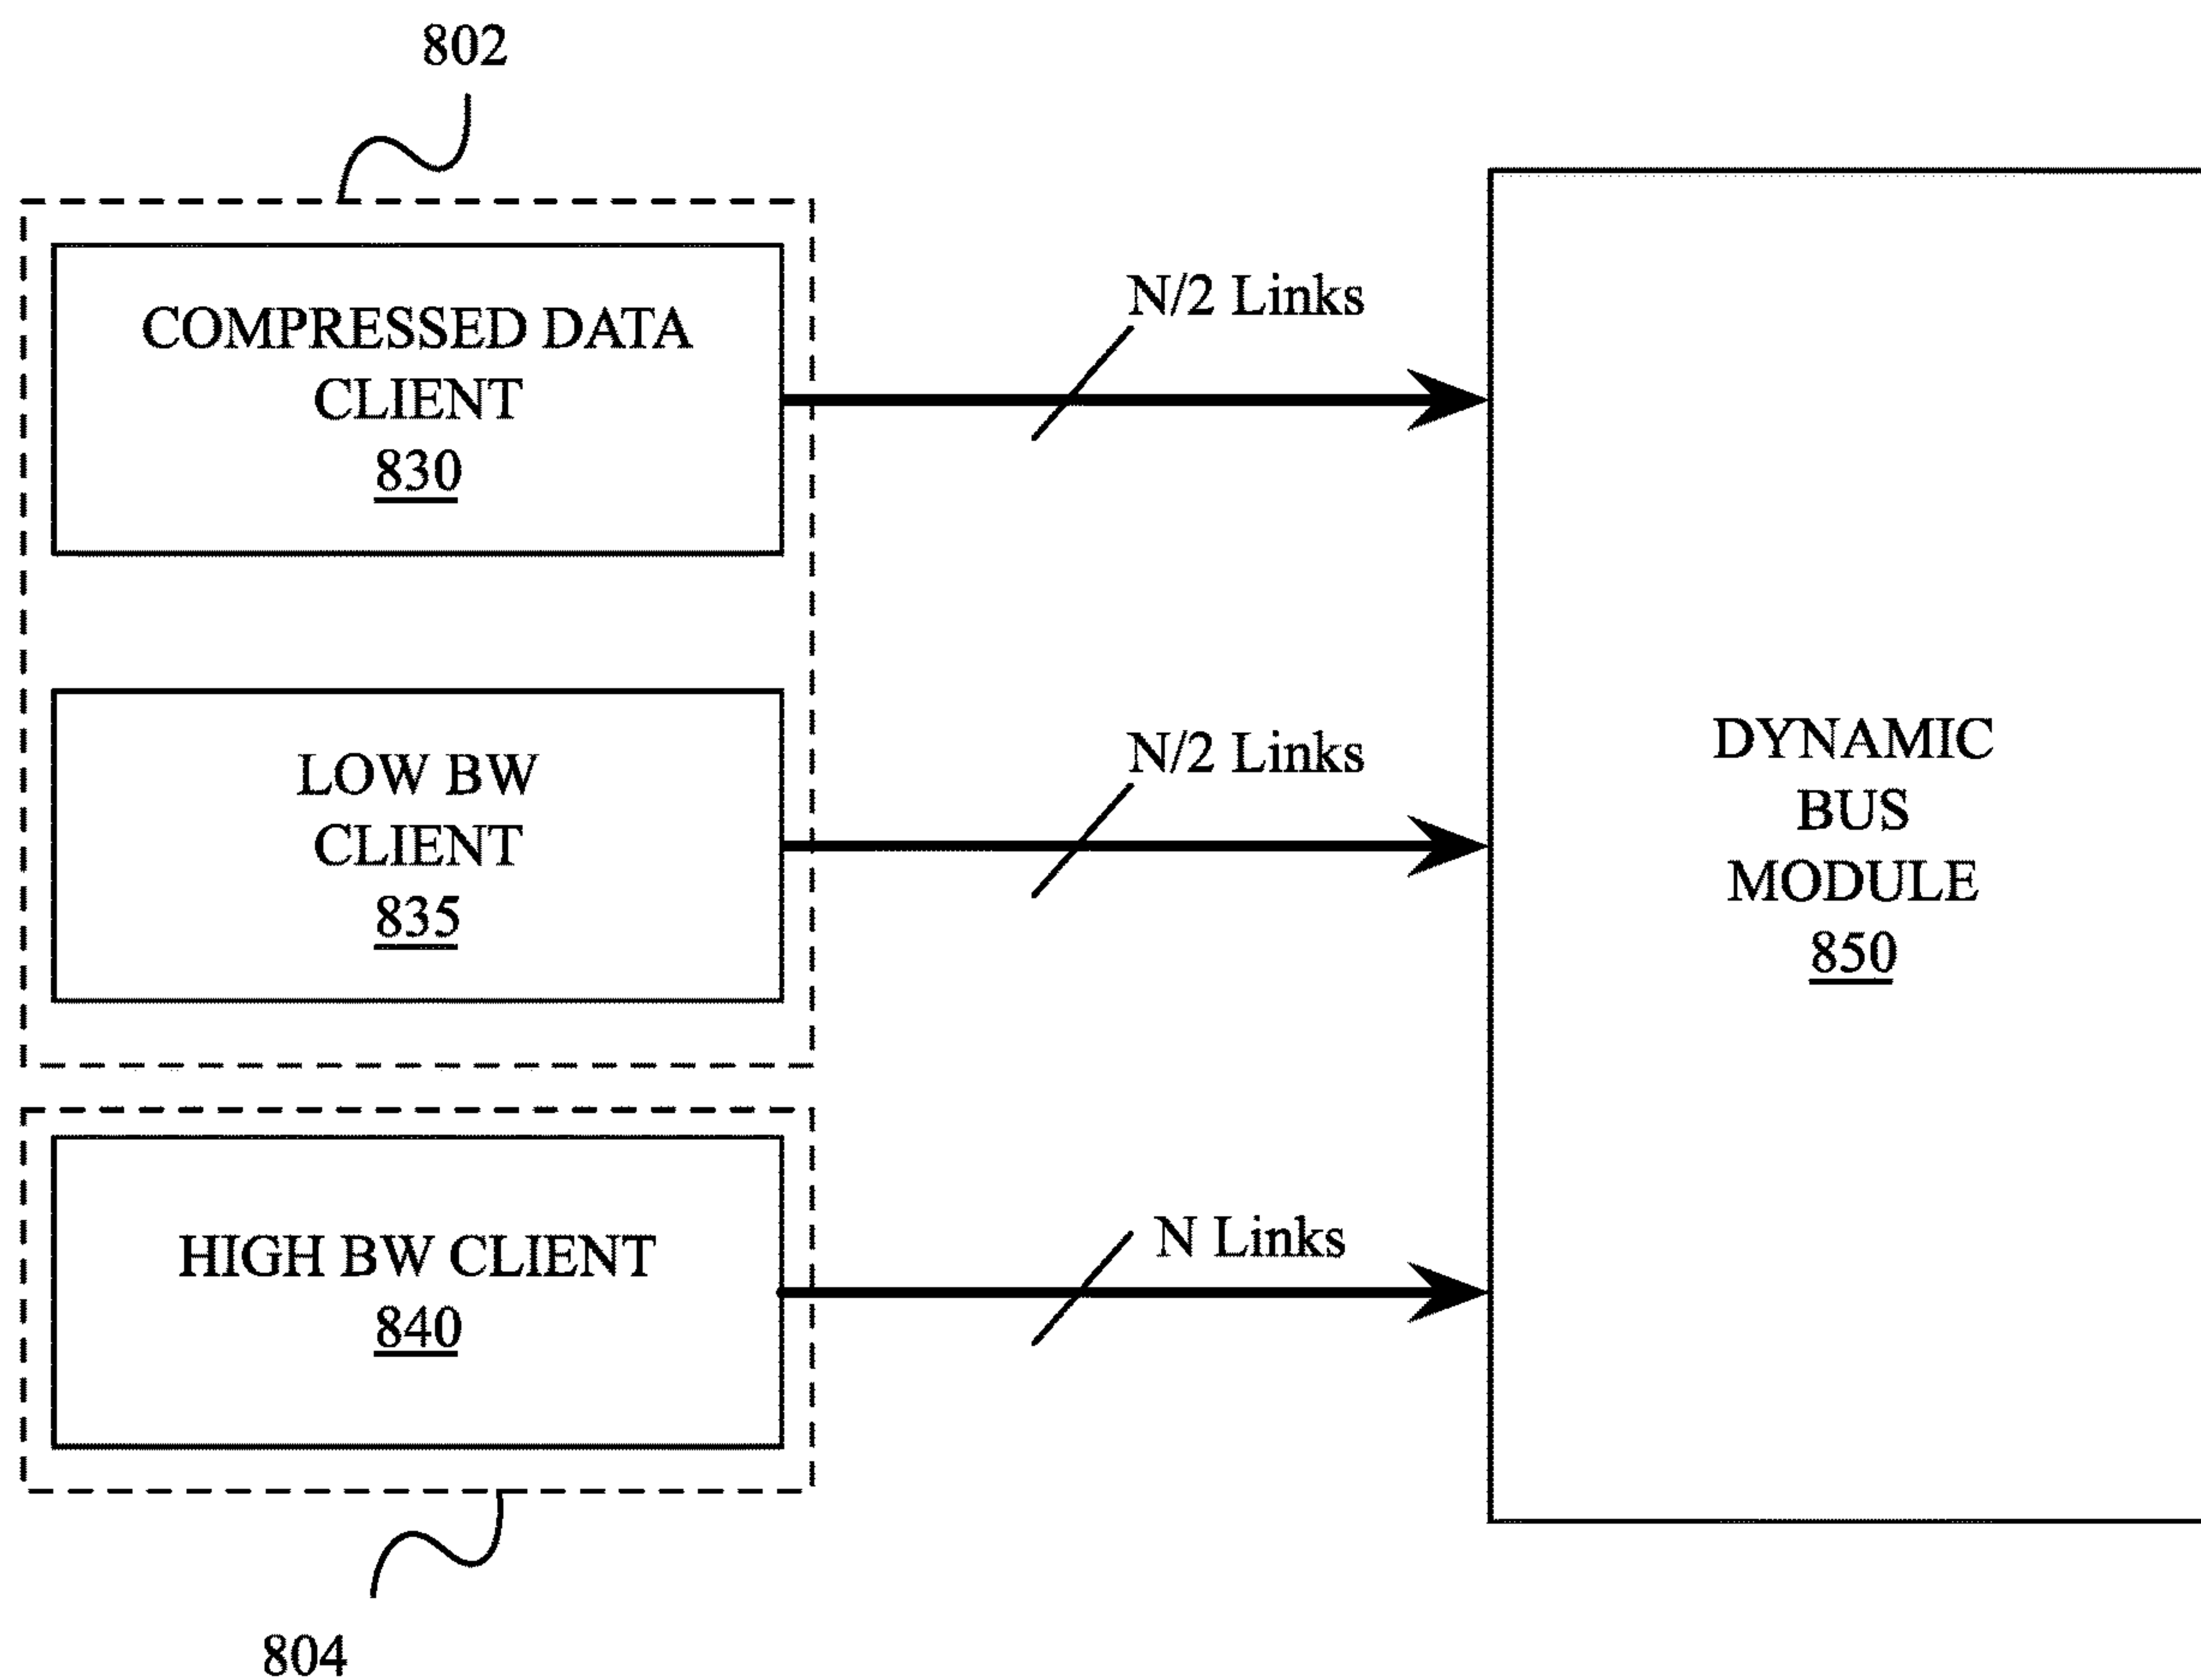 802
COMPRESSED DATA
CLIENT
830
N/2 Links
LOW BW
CLIENT
835
N/2 Links
DYNAMIC
BUS
MODULE
850
HIGH BW CLIENT
840
N Links
804